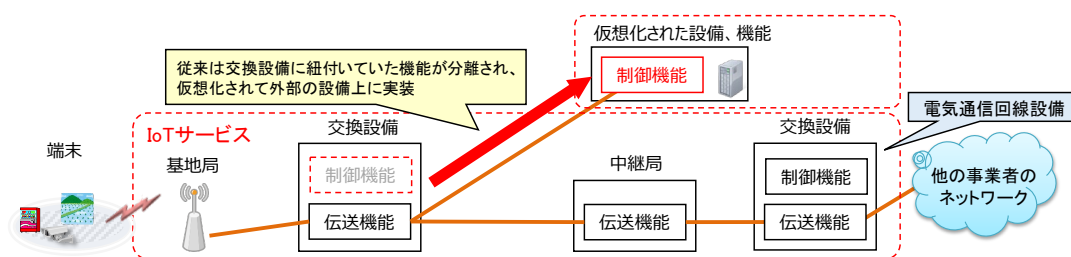 仮想化された設備、機能
制御機能
従来は交換設備に紐付いていた機能が分離され、
仮想化されて外部の設備上に実装
電気通信回線設備
IoTサービス
端末
基地局
交換設備
制御機能
伝送機能
中継局
伝送機能
交換設備
制御機能
伝送機能
他の事業者の
ネットワーク